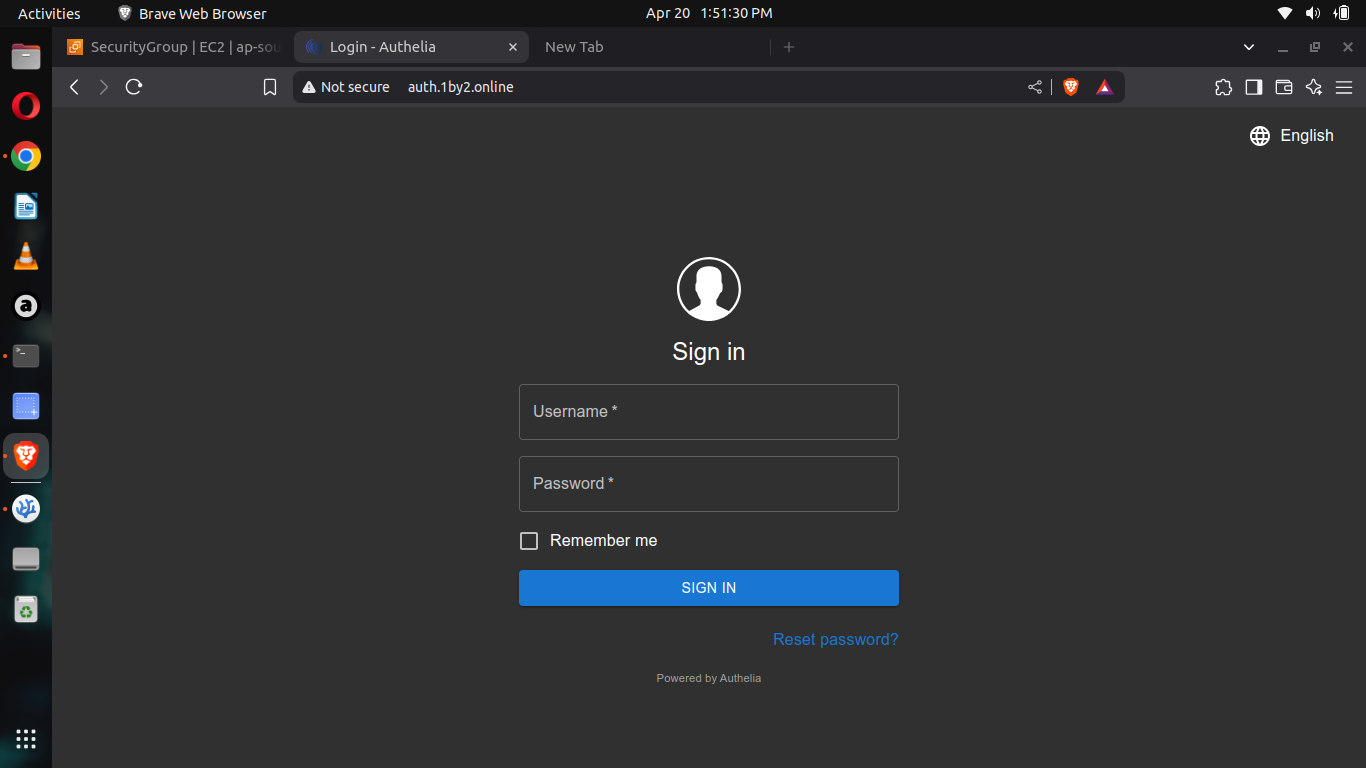 Activities Brave Web Browser Apr 20 1:51:30 PM
SecurityGroup | EC2 | ap-sou Login - Authelia New Tab
Not secure auth.1by2.online
English
Sign in
Username *
Password *
Remember me
SIGN IN
Reset password?
Powered by Authelia